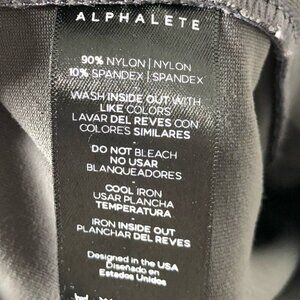 ALPHALETE
90% NYLON | NYLON
10% SPANDEX | SPANDEX
WASH INSIDE OUT WITH
LIKE COLORS
LAVAR DEL REVES CON
COLORES SIMILARES
DO NOT BLEACH
NO USAR
BLANQUEADORES
COOL IRON
USAR PLANCHA
TEMPERATURA
IRON INSIDE OUT
PLANCHAR DEL REVES
Designed in the USA
Diseñado en
Estados Unidos